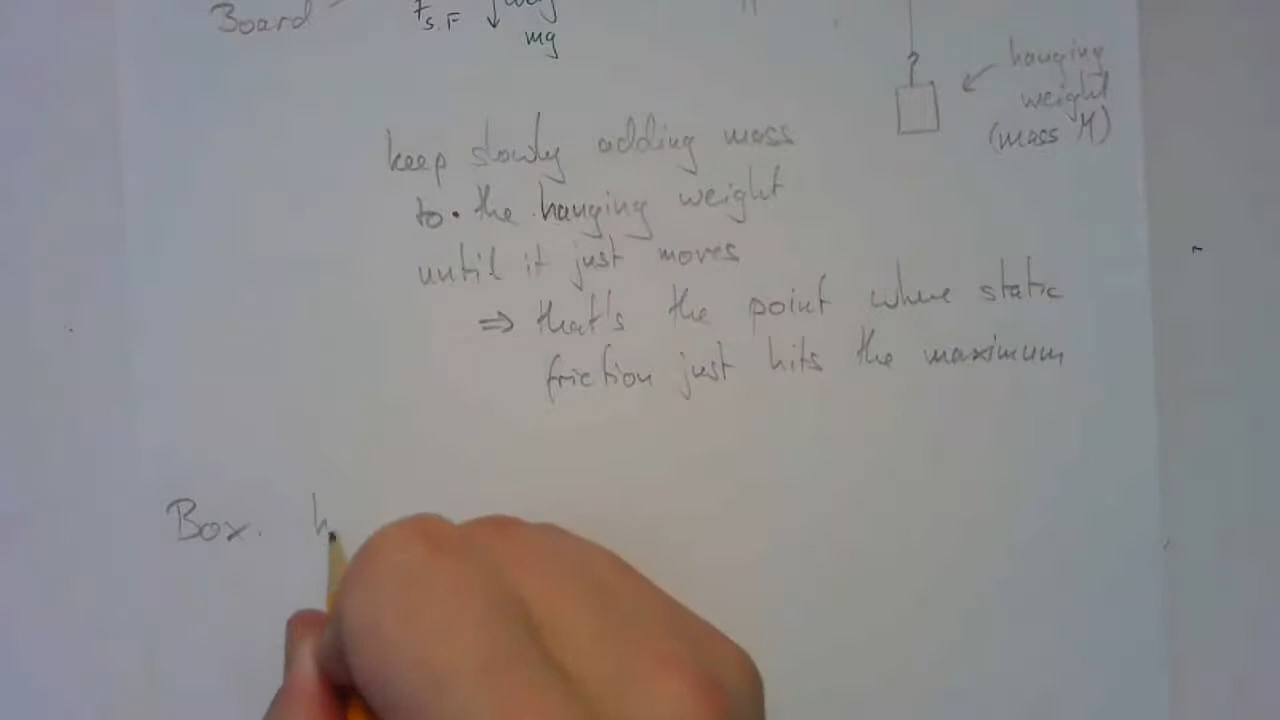 Board
fs.F
mg
hanging
weight
(mass M)
keep slowly adding mass
to the hanging weight
until it just moves
⇒ that's the point where static
friction just hits the maximum
Box. h